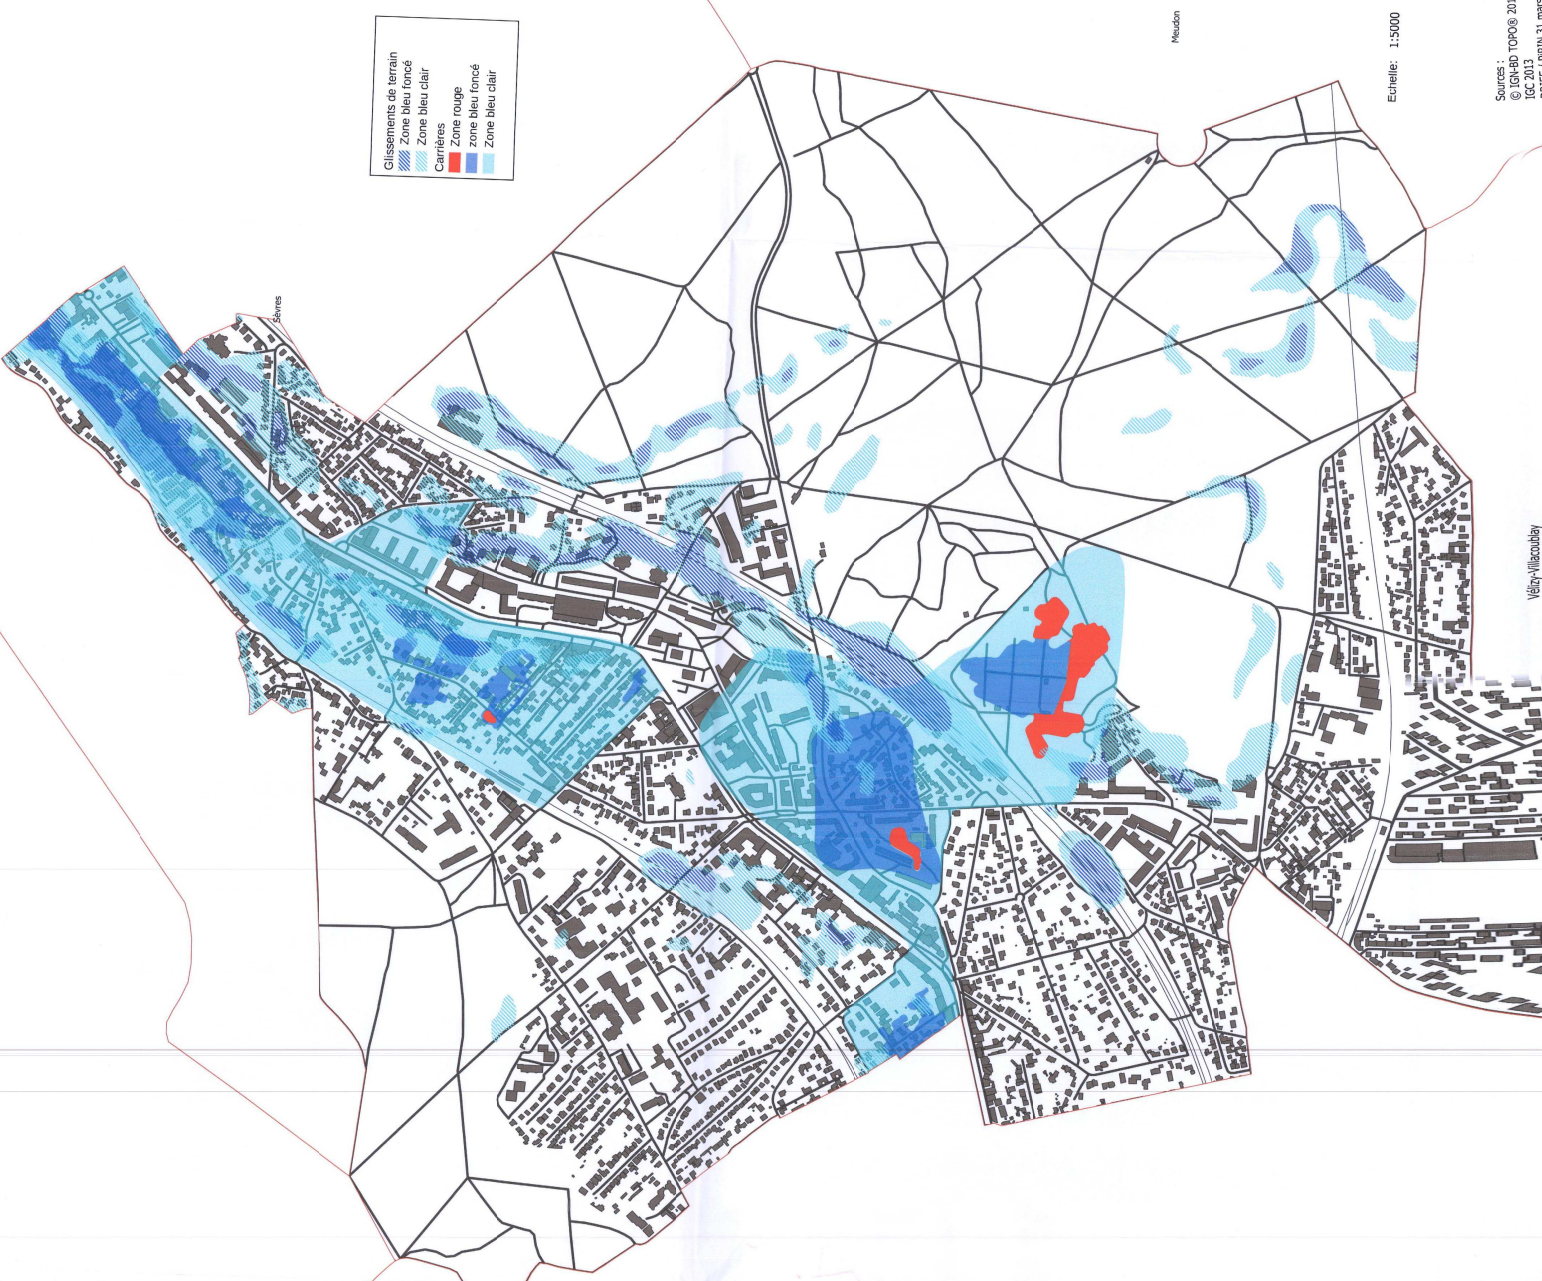 Glissements de terrain
Zone bleu foncé
Zone bleu clair
Carrières
Zone rouge
zone bleu foncé
Zone bleu clair
Sèvres
Meudon
Echelle: 1:5000
Sources :
© IGN-BD TOPO® 201
IGC 2013
Vélizy-Villacoublay